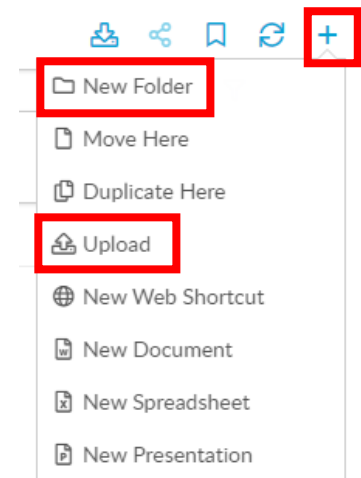 New Folder
Move Here
Duplicate Here
Upload
New Web Shortcut
New Document
New Spreadsheet
New Presentation